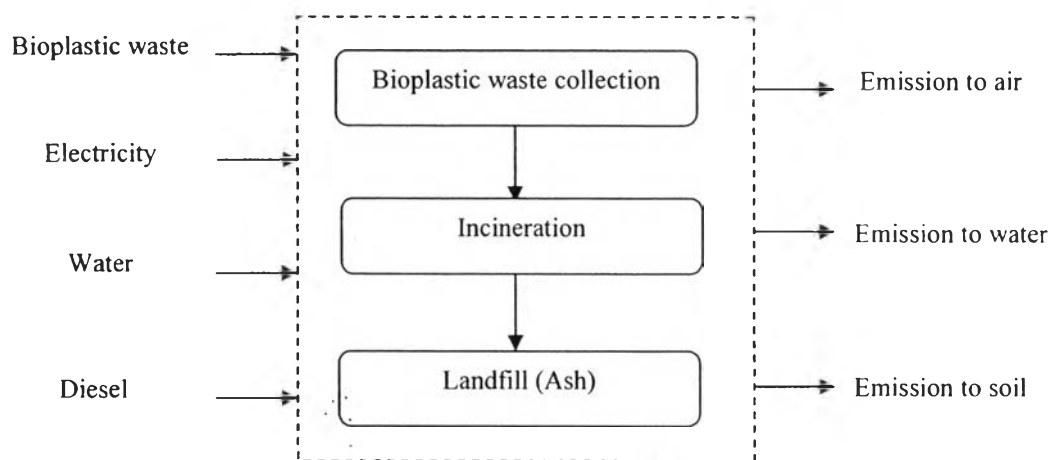 Bioplastic waste
Electricity
Water
Diesel
Bioplastic waste collection
Incineration
Landfill (Ash)
Emission to air
Emission to water
Emission to soil